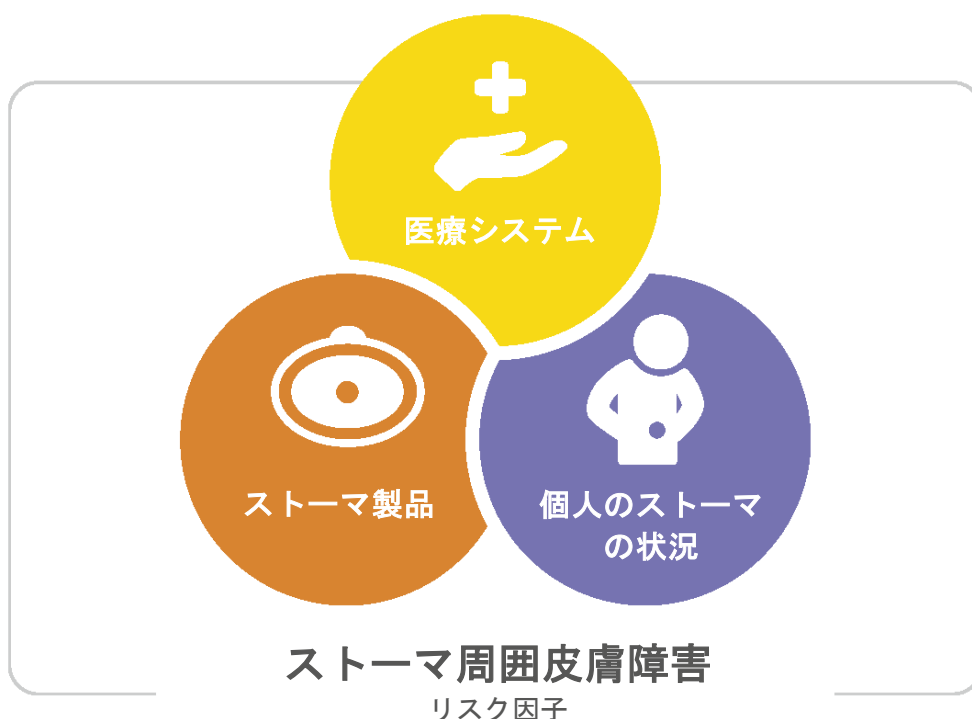 医療システム
ストーマ製品
個人のストーマ
の状況
ストーマ周囲皮膚障害
リスク因子